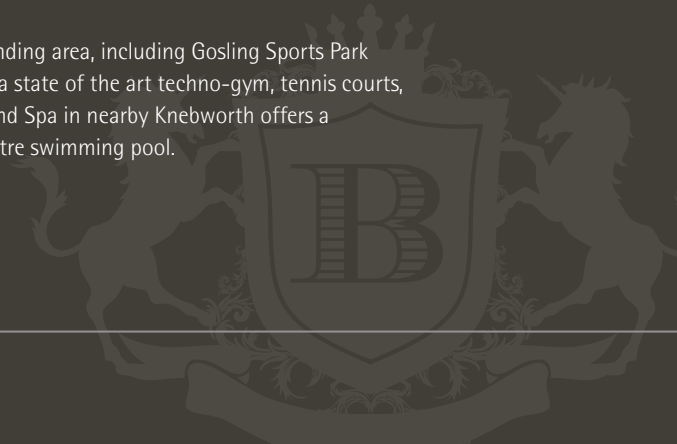 nding area, including Gosling Sports Park
a state of the art techno-gym, tennis courts,
nd Spa in nearby Knebworth offers a
tre swimming pool.
B